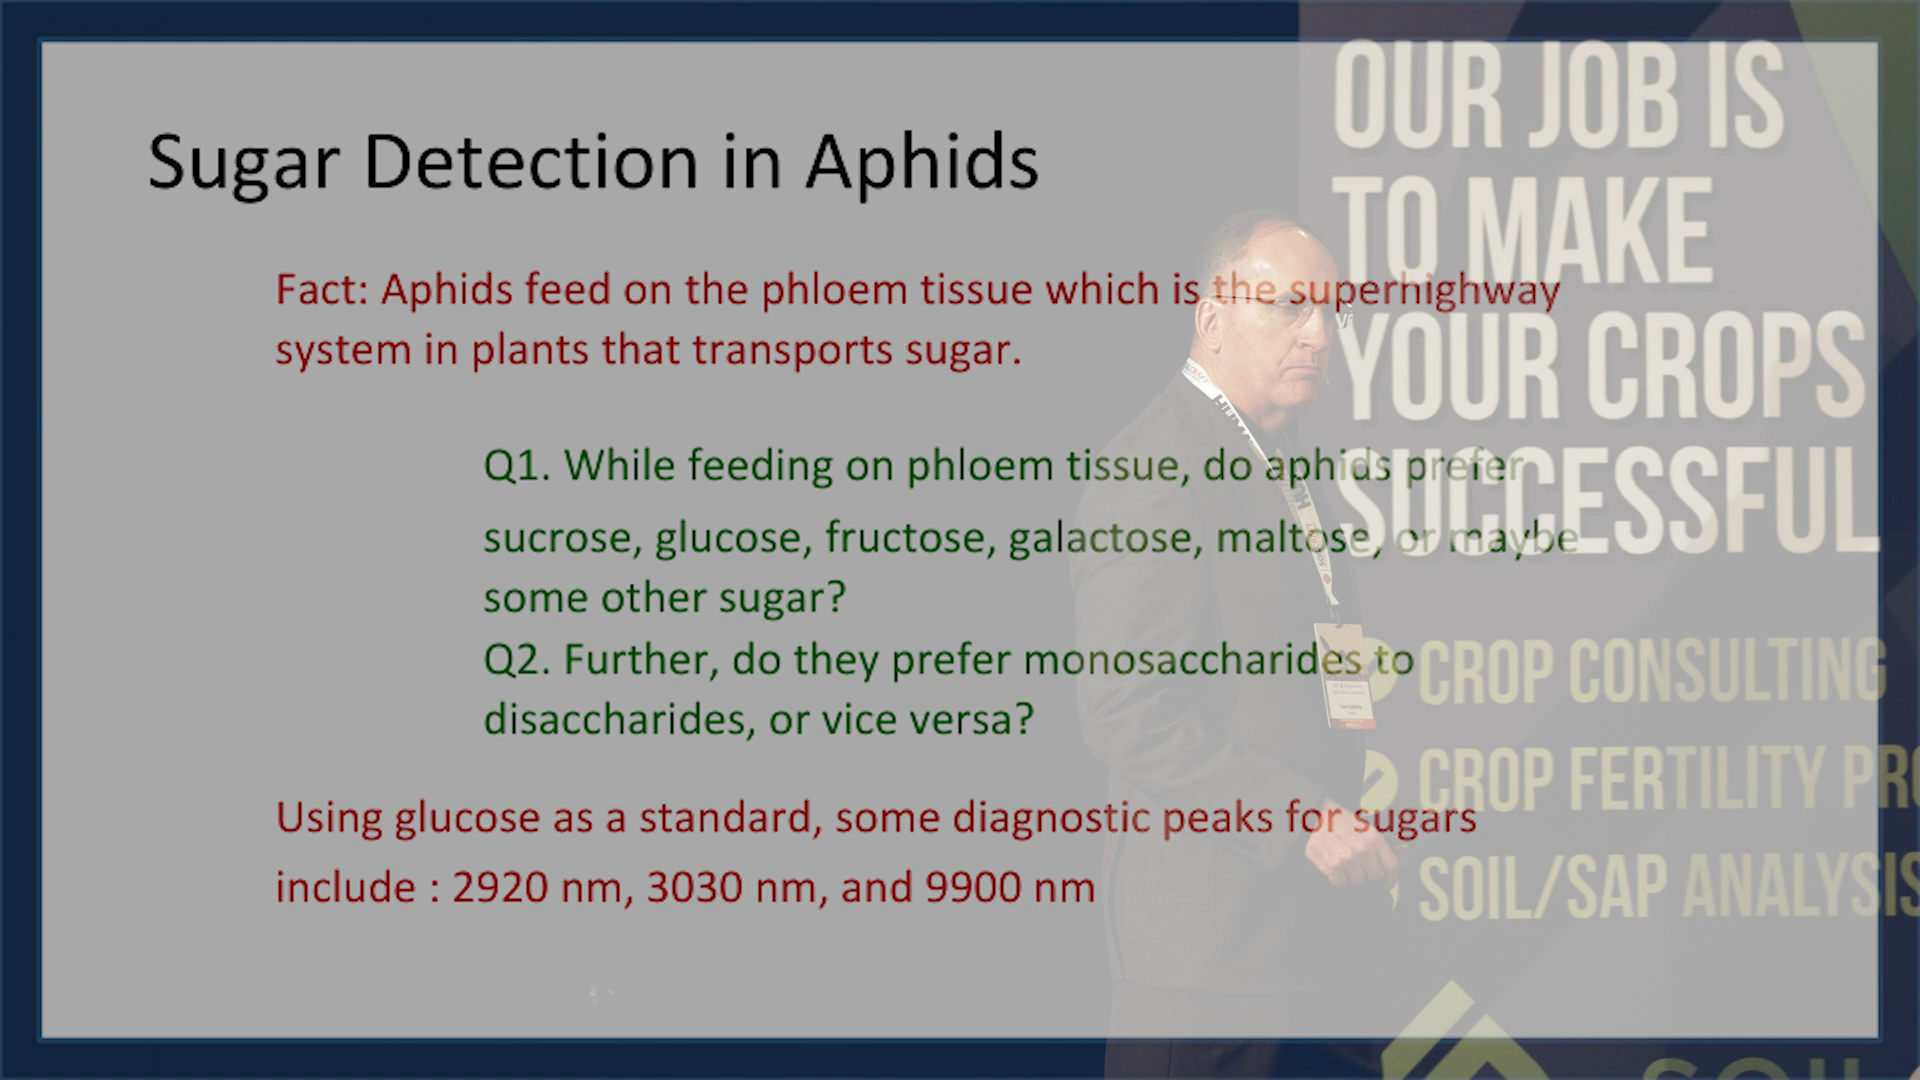 Sugar Detection in Aphids
Fact: Aphids feed on the phloem tissue which is the superhighway
system in plants that transports sugar.
Q1. While feeding on phloem tissue, do aphids prefer
sucrose, glucose, fructose, galactose, maltose, or maybe
some other sugar?
Q2. Further, do they prefer monosaccharides to
disaccharides, or vice versa?
Using glucose as a standard, some diagnostic peaks for sugars
include : 2920 nm, 3030 nm, and 9900 nm
OUR JOB IS
TO MAKE
YOUR CROPS
SUCCESSFUL
CROP CONSULTING
CROP FERTILITY PRO
SOIL/SAP ANALYSIS
SOIL